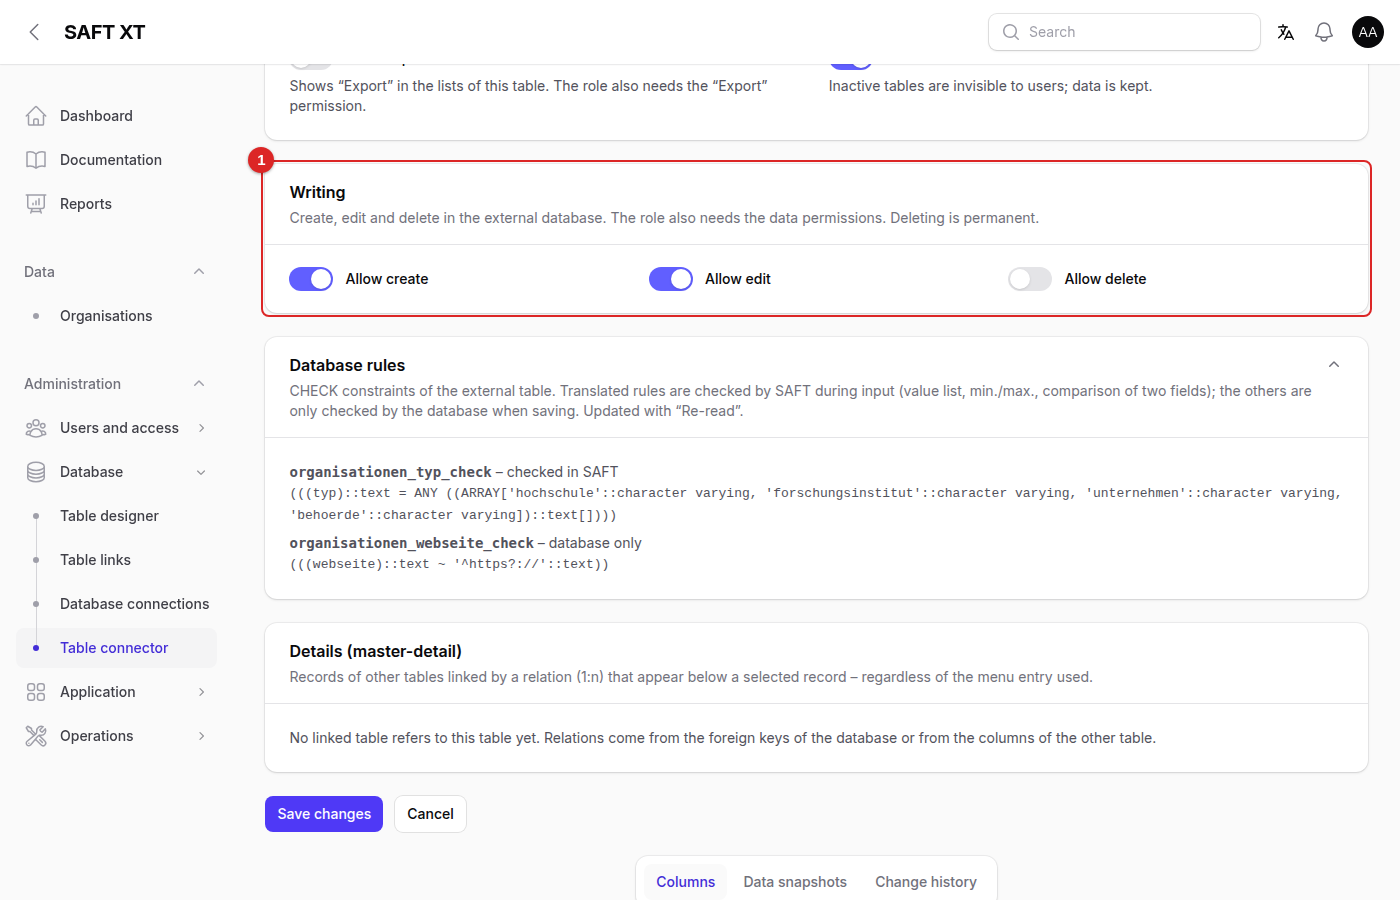 SAFT XT
Search
AA
Dashboard
Documentation
Reports
Data
Organisations
Administration
Users and access
Database
Table designer
Table links
Database connections
Table connector
Application
Operations
Shows “Export” in the lists of this table. The role also needs the “Export”
permission.
Inactive tables are invisible to users; data is kept.
1
Writing
Create, edit and delete in the external database. The role also needs the data permissions. Deleting is permanent.
Allow create
Allow edit
Allow delete
Database rules
CHECK constraints of the external table. Translated rules are checked by SAFT during input (value list, min./max., comparison of two fields); the others are
only checked by the database when saving. Updated with “Re-read”.
organisationen_typ_check – checked in SAFT
(((typ)::text = ANY ((ARRAY['hochschule'::character varying, 'forschungsinstitut'::character varying, 'unternehmen'::character varying,
'behoerde'::character varying])::text[])))
organisationen_webseite_check – database only
(((webseite)::text ~ '^https?://'::text))
Details (master-detail)
Records of other tables linked by a relation (1:n) that appear below a selected record – regardless of the menu entry used.
No linked table refers to this table yet. Relations come from the foreign keys of the database or from the columns of the other table.
Save changes
Cancel
Columns
Data snapshots
Change history